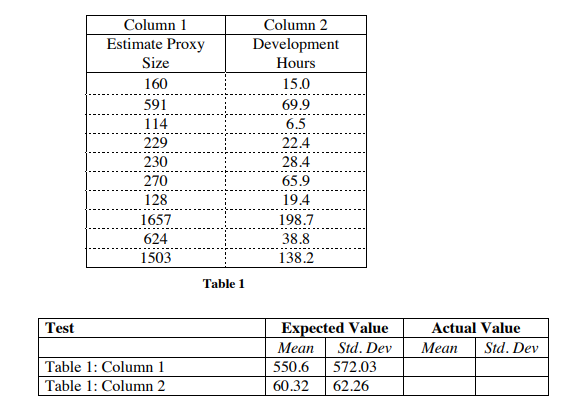 Column 1 Column 2
Estimate Proxy Development
Size Hours
160 15.0
591 69.9
114 6.5
229 22.4
230 28.4
270 65.9
128 19.4
1657 198.7
624 38.8
1503 138.2
Table 1
Test Expected Value Actual Value
Mean Std. Dev Mean Std. Dev
Table 1: Column 1 550.6 572.03
Table 1: Column 2 60.32 62.26